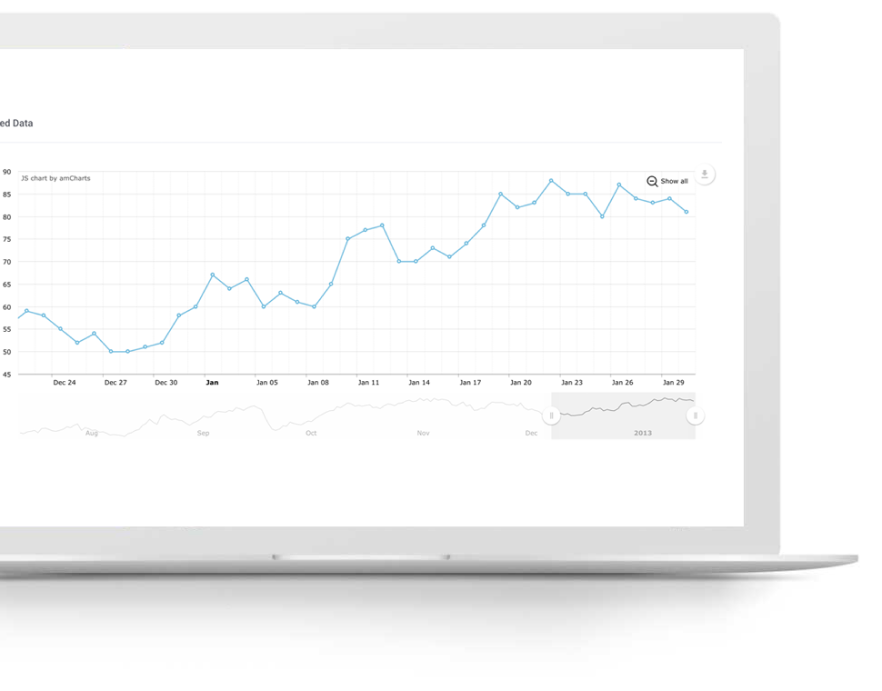 ed Data
90
JS chart by amCharts
Show all
85
80
75
70
65
60
55
50
45
Dec 24 Dec 27 Dec 30 Jan Jan 05 Jan 08 Jan 11 Jan 14 Jan 17 Jan 20 Jan 23 Jan 26 Jan 29
Aug Sep Oct Nov Dec 2013